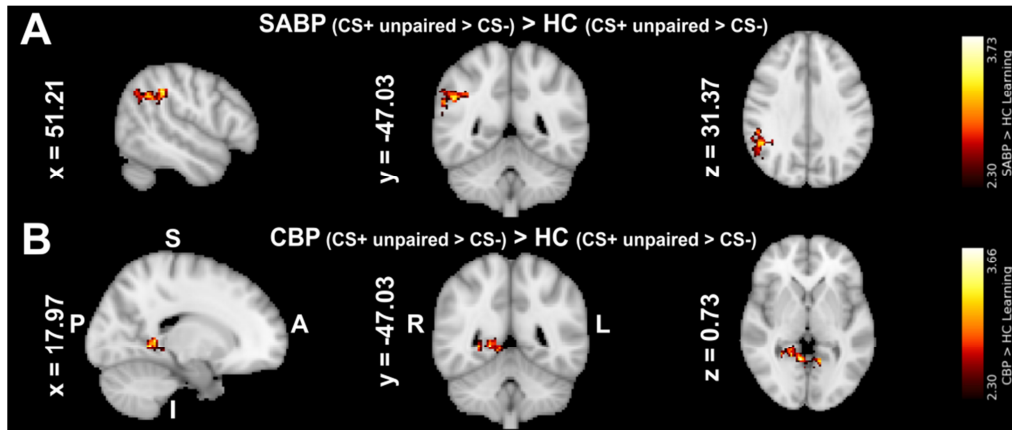 A
SABP (CS+ unpaired > CS-) > HC (CS+ unpaired > CS-)
x = 51.21
y = -47.03
z = 31.37
3.73
2.30
SABP > HC Learning
B
CBP (CS+ unpaired > CS-) > HC (CS+ unpaired > CS-)
S
P
A
I
x = 17.97
y = -47.03
R
L
z = 0.73
3.66
2.30
CBP > HC Learning